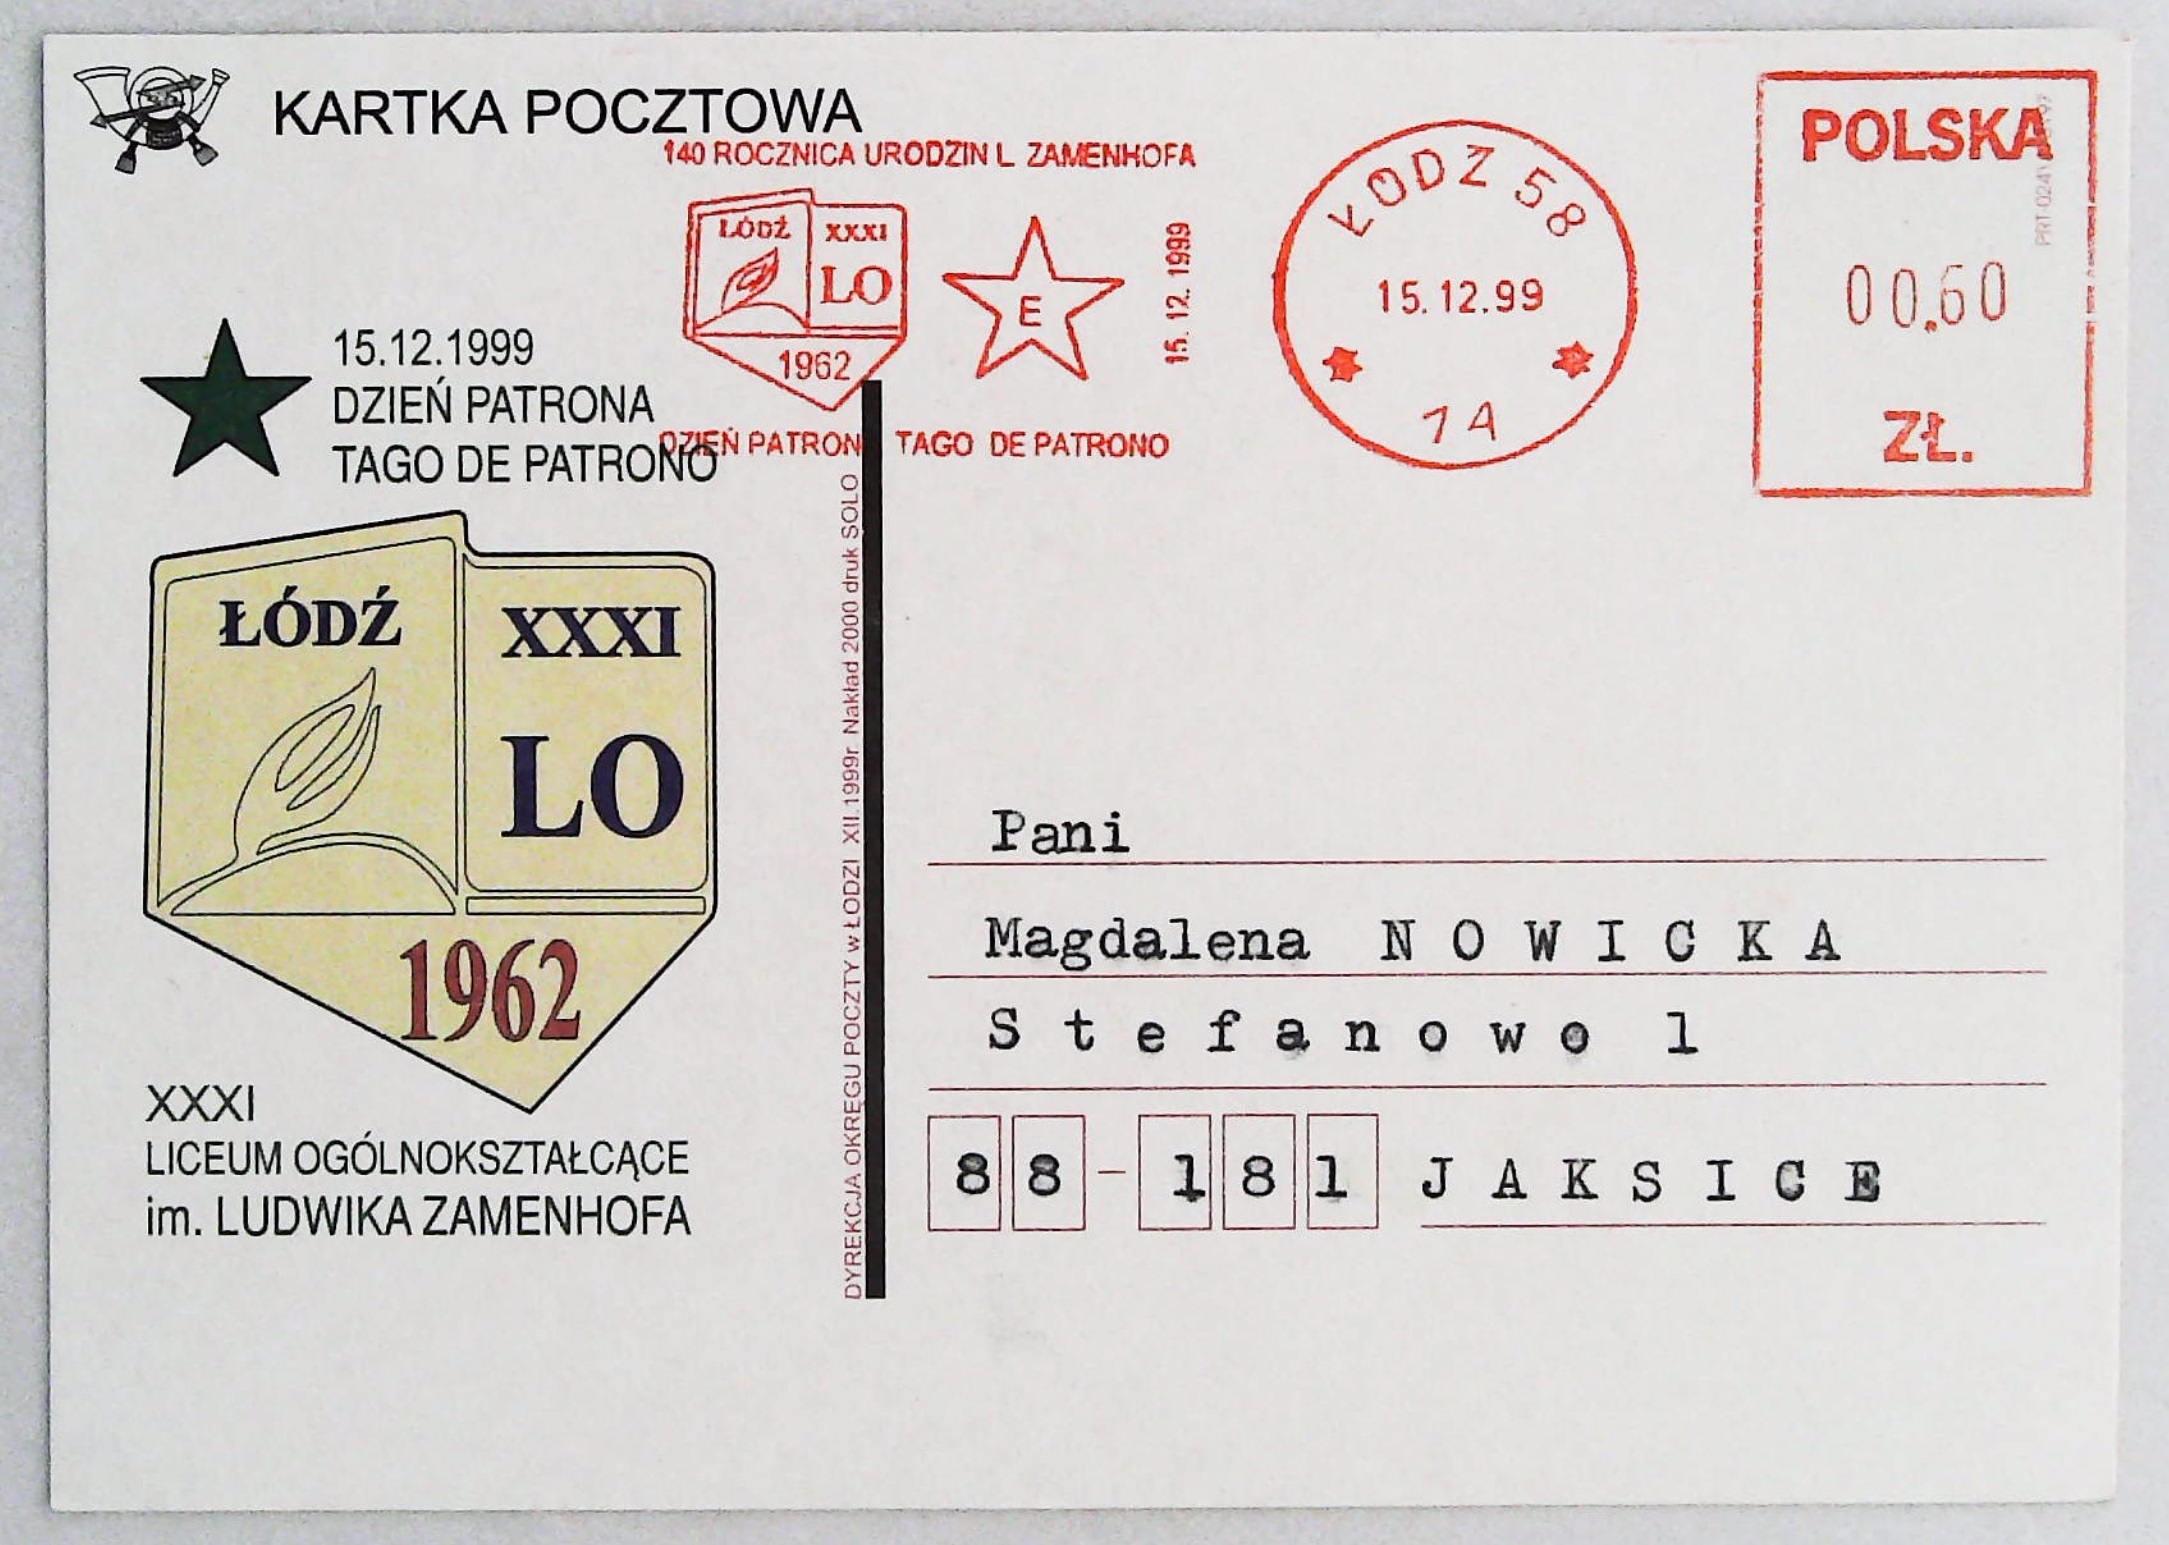 KARTKA POCZTOWA
140 ROCZNICA URODZIN L ZAMENHOFA
ŁÓDŹ XXXI
LO
1962
E
15. 12. 1999
DZIEŃ PATRON TAGO DE PATRONO
ŁODZ 58
15.12.99
1A
POLSKA
00.60
ZŁ.
15.12.1999
DZIEŃ PATRONA
TAGO DE PATRONO
ŁÓDŹ XXXI
LO
1962
XXXI
LICEUM OGÓLNOKSZTAŁCĄCE
im. LUDWIKA ZAMENHOFA
DYREKCJA OKRĘGU POCZTY w ŁODZI XII.1999r Nakład 2000 druk SOLO
Pani
Magdalena NOWICKA
Stefanowo 1
88-181 JAKSICE